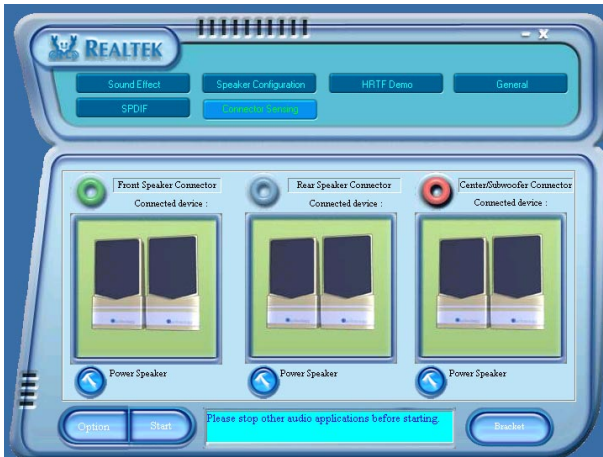 REALTEK
- X
Sound Effect
Speaker Configuration
HRTF Demo
General
SPDIF
Connector Sensing
Front Speaker Connector
Rear Speaker Connector
Center/Subwoofer Connector
Connected device :
Connected device :
Connected device :
Power Speaker
Power Speaker
Power Speaker
Option
Start
Please stop other audio applications before starting.
Bracket